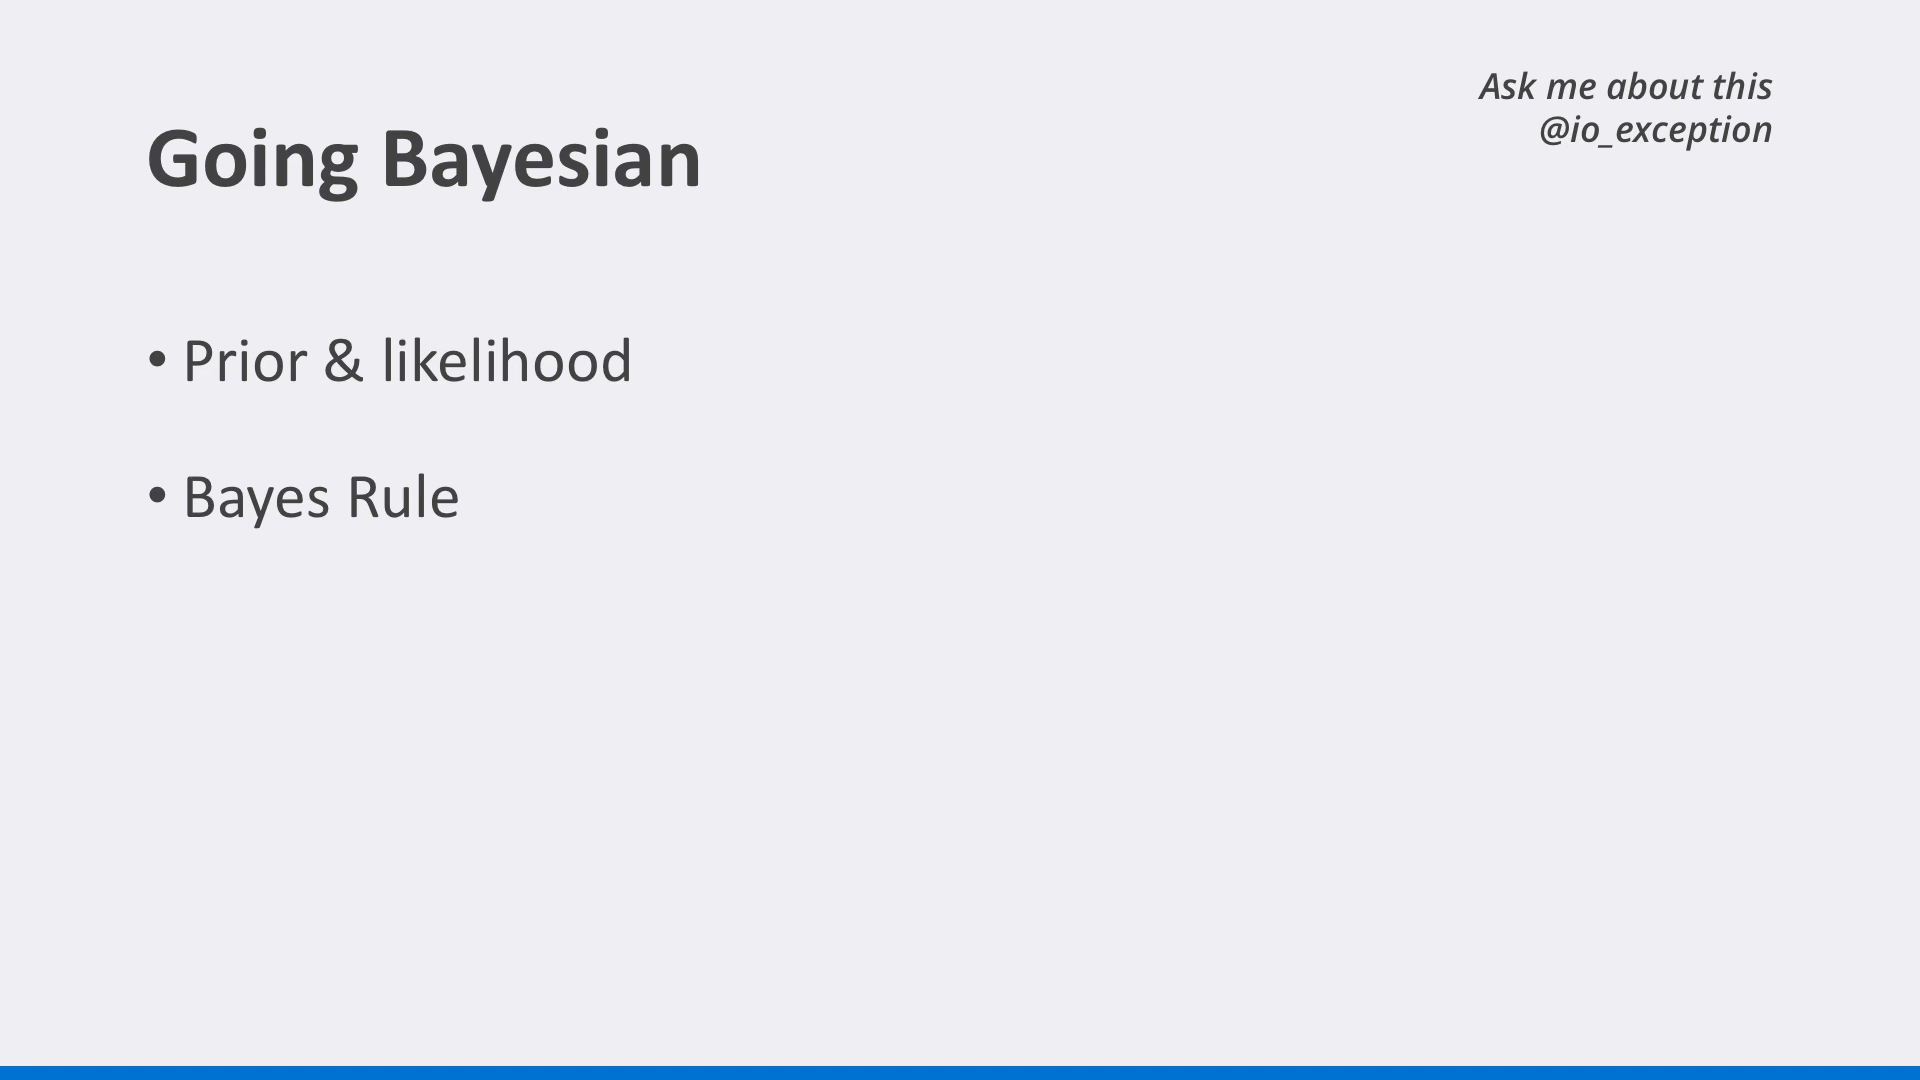 Ask me about this
@io_exception
Going Bayesian
• Prior & likelihood
• Bayes Rule